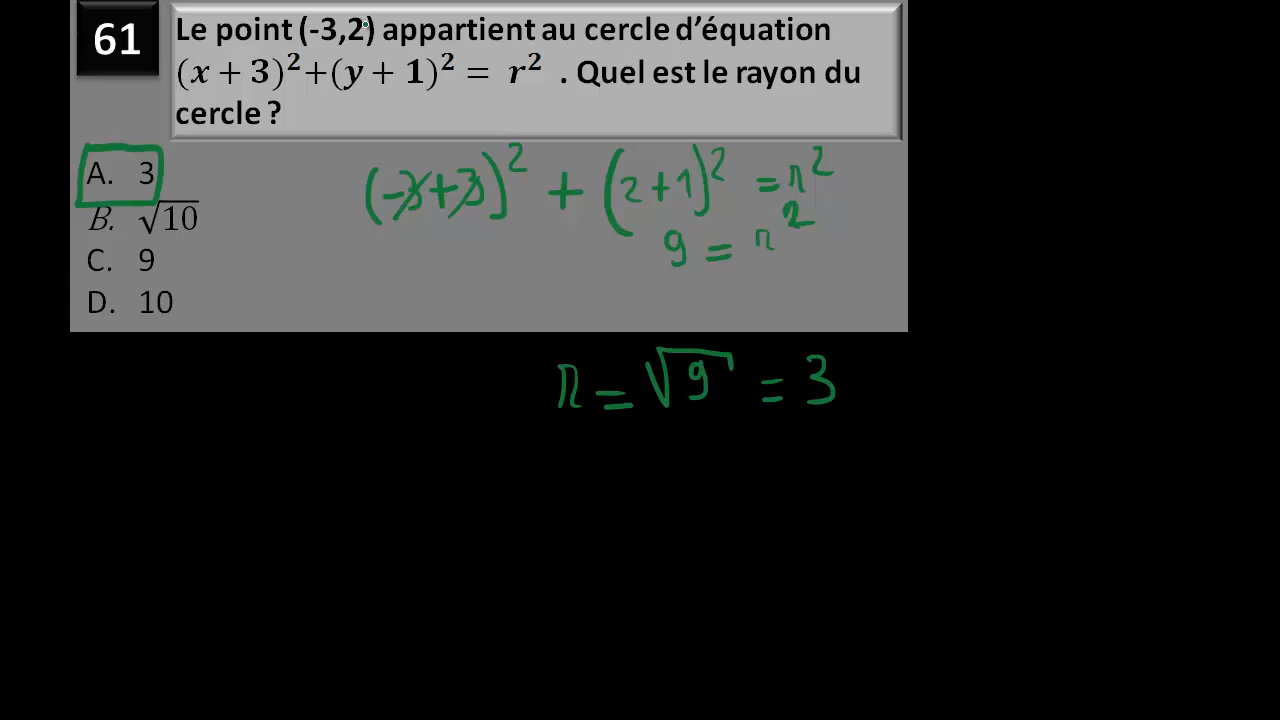 61
Le point (-3,2) appartient au cercle d'équation
(x + 3)²+(y + 1)² = r² . Quel est le rayon du
cercle ?
A. 3
B. √10
C. 9
D. 10
(-3+3)² + (2+1)² = r²
9 = r²
r = √9 = 3